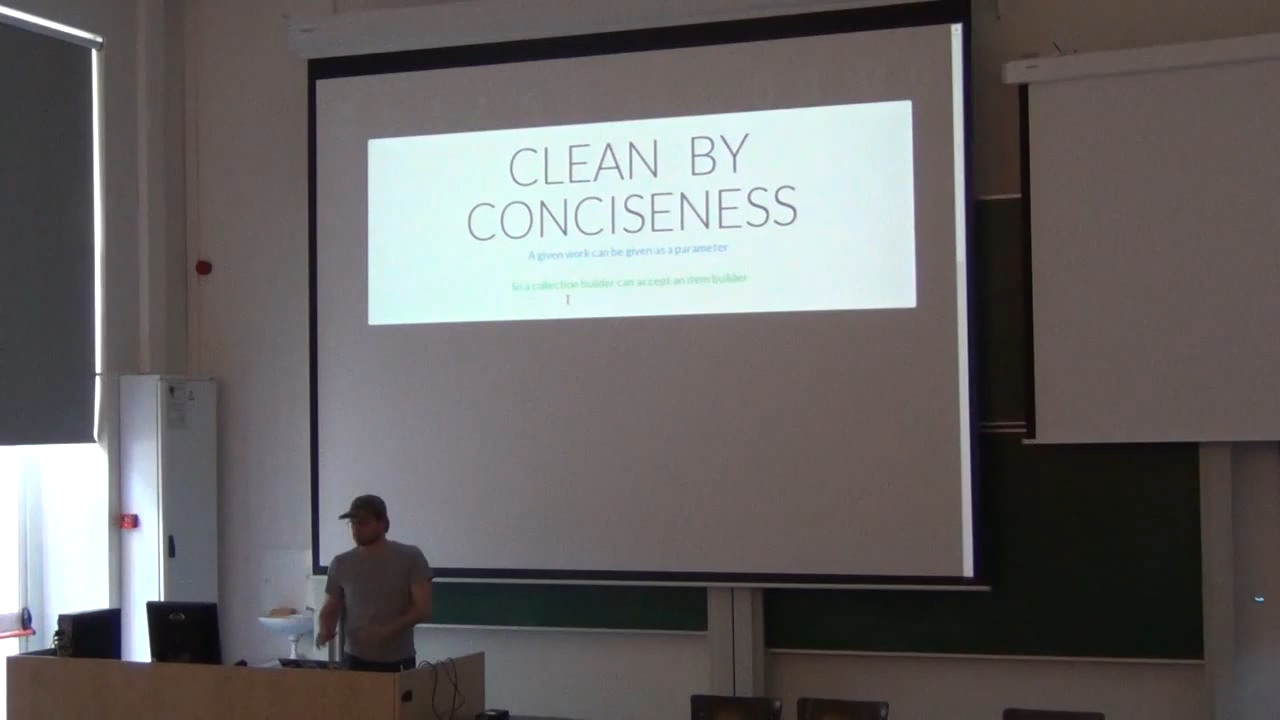 CLEAN BY
CONCISENESS
A given work can be given as a parameter
So a collection builder can accept an item builder